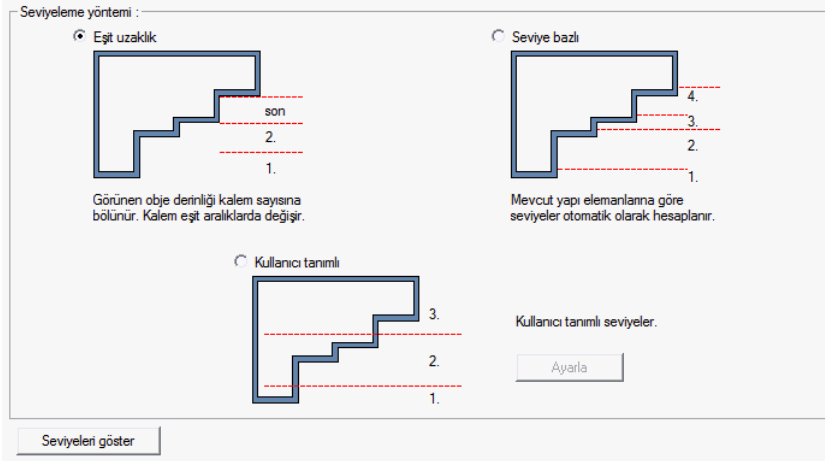 Seviyeleme yöntemi :
Eşit uzaklık
son
2.
1.
Görünen obje derinliği kalem sayısına
bölünür. Kalem eşit aralıklarda değişir.
Seviye bazlı
4.
3.
2.
1.
Mevcut yapı elemanlarına göre
seviyeler otomatik olarak hesaplanır.
Kullanıcı tanımlı
3.
2.
1.
Kullanıcı tanımlı seviyeler.
Ayarla
Seviyeleri göster